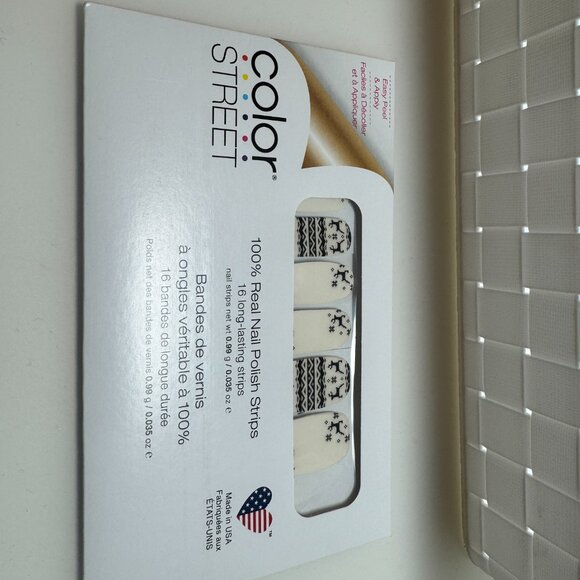 color®
STREET
Easy Peel
& Apply
Faciles à Décoller
et à Appliquer
100% Real Nail Polish Strips
16 long-lasting strips
nail strips net wt 0.99 g / 0.035 oz e
Bandes de vernis
à ongles véritable à 100%
16 bandes de longue durée
Poids net des bandes de vernis 0.99 g / 0.035 oz e
™
Made in USA
Fabriquées aux
ÉTATS-UNIS